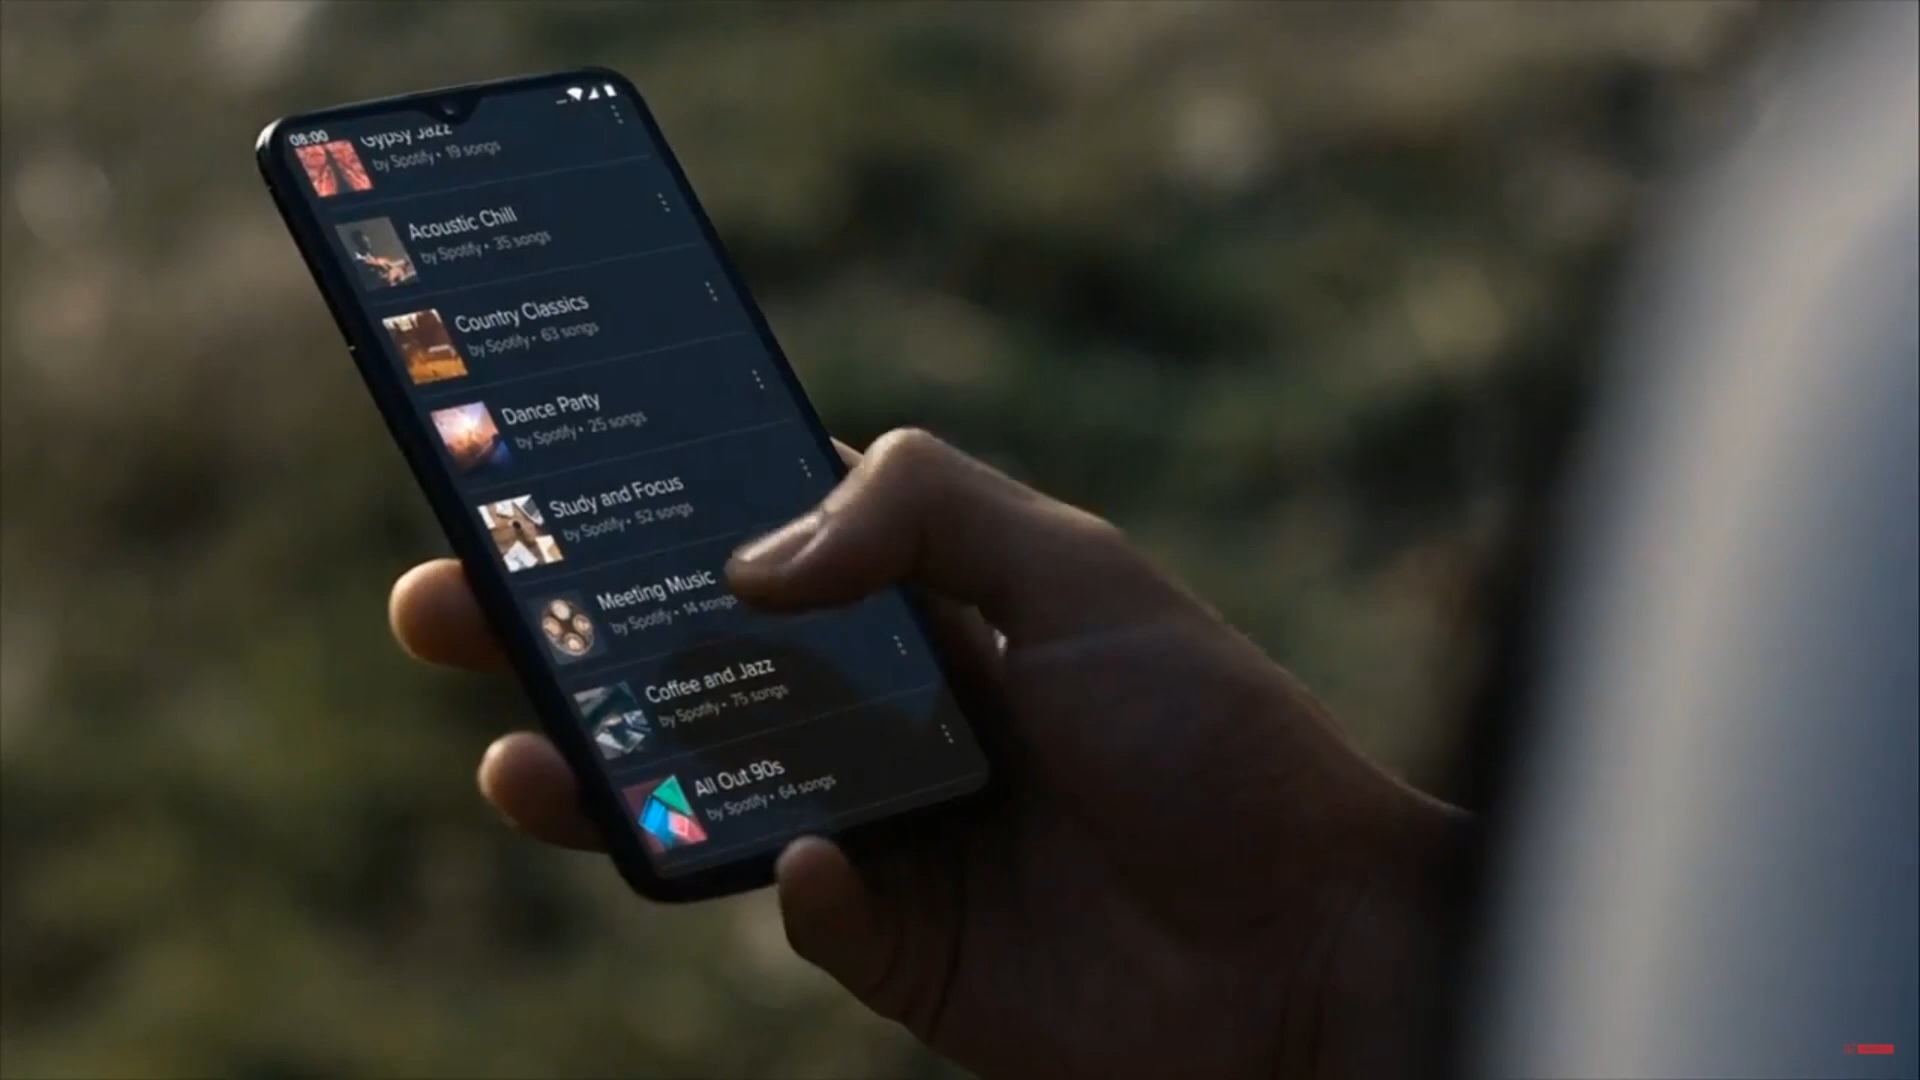 08:00
Gypsy Jazz
by Spotify • 19 songs
Acoustic Chill
by Spotify • 35 songs
Country Classics
by Spotify • 63 songs
Dance Party
by Spotify • 25 songs
Study and Focus
by Spotify • 52 songs
Meeting Music
by Spotify • 14 songs
Coffee and Jazz
by Spotify • 75 songs
All Out 90s
by Spotify • 64 songs